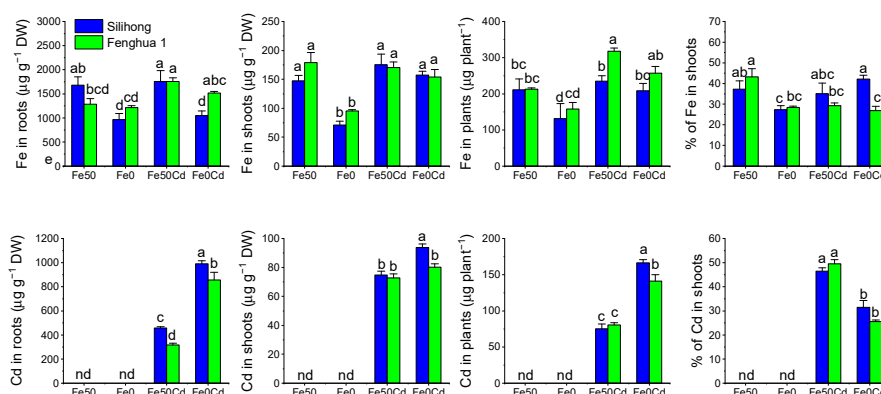 Fe in roots (µg g⁻¹ DW)
3000
2500
2000
1500
1000
500
0
Silihong
Fenghua 1
ab
bcd
d
cd
a
a
d
abc
e
Fe50 Fe0 Fe50Cd Fe0Cd
Fe in shoots (µg g⁻¹ DW)
250
200
150
100
50
0
a
a
b
b
a
a
a
a
Fe50 Fe0 Fe50Cd Fe0Cd
Fe in plants (µg plant⁻¹)
400
300
200
100
0
bc
bc
d
cd
b
a
bc
ab
Fe50 Fe0 Fe50Cd Fe0Cd
% of Fe in shoots
70
60
50
40
30
20
10
0
ab
a
c
bc
abc
bc
a
c
Fe50 Fe0 Fe50Cd Fe0Cd
Cd in roots (µg g⁻¹ DW)
1200
1000
800
600
400
200
0
nd
nd
c
d
a
b
Fe50 Fe0 Fe50Cd Fe0Cd
Cd in shoots (µg g⁻¹ DW)
100
80
60
40
20
0
nd
nd
b
b
a
b
Fe50 Fe0 Fe50Cd Fe0Cd
Cd in plants (µg plant⁻¹)
200
150
100
50
0
nd
nd
c
c
a
b
Fe50 Fe0 Fe50Cd Fe0Cd
% of Cd in shoots
60
50
40
30
20
10
0
nd
nd
a
a
b
b
Fe50 Fe0 Fe50Cd Fe0Cd